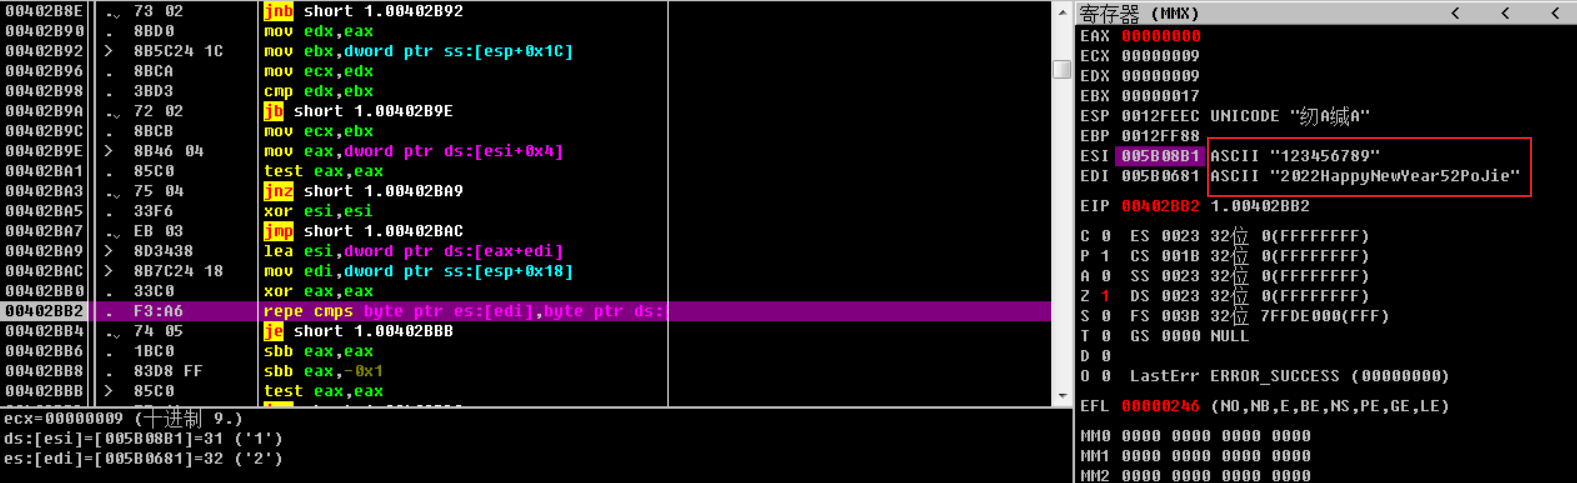 00402B8E . 73 02 jnb short 1.00402B92
00402B90 . 8BD0 mov edx,eax
00402B92 > 8B5C24 1C mov ebx,dword ptr ss:[esp+0x1C]
00402B96 . 8BCA mov ecx,edx
00402B98 . 3BD3 cmp edx,ebx
00402B9A . 72 02 jb short 1.00402B9E
00402B9C . 8BCB mov ecx,ebx
00402B9E > 8B46 04 mov eax,dword ptr ds:[esi+0x4]
00402BA1 . 85C0 test eax,eax
00402BA3 . 75 04 jnz short 1.00402BA9
00402BA5 . 33F6 xor esi,esi
00402BA7 . EB 03 jmp short 1.00402BAC
00402BA9 > 8D3438 lea esi,dword ptr ds:[eax+edi]
00402BAC > 8B7C24 18 mov edi,dword ptr ss:[esp+0x18]
00402BB0 . 33C0 xor eax,eax
00402BB2 . F3:A6 repe cmps byte ptr es:[edi],byte ptr ds:
00402BB4 . 74 05 je short 1.00402BBB
00402BB6 . 1BC0 sbb eax,eax
00402BB8 . 83D8 FF sbb eax,-0x1
00402BBB > 85C0 test eax,eax
ecx=00000009 (十进制 9.)
ds:[esi]=[005B08B1]=31 ('1')
es:[edi]=[005B0681]=32 ('2')
寄存器 (MMX) < < <
EAX 00000000
ECX 00000009
EDX 00000009
EBX 00000017
ESP 0012FEEC UNICODE "纫A缄A"
EBP 0012FF88
ESI 005B08B1 ASCII "123456789"
EDI 005B0681 ASCII "2022HappyNewYear52PoJie"
EIP 00402BB2 1.00402BB2
C 0 ES 0023 32位 0(FFFFFFFF)
P 1 CS 001B 32位 0(FFFFFFFF)
A 0 SS 0023 32位 0(FFFFFFFF)
Z 1 DS 0023 32位 0(FFFFFFFF)
S 0 FS 003B 32位 7FFDE000(FFF)
T 0 GS 0000 NULL
D 0
O 0 LastErr ERROR_SUCCESS (00000000)
EFL 00000246 (NO,NB,E,BE,NS,PE,GE,LE)
MM0 0000 0000 0000 0000
MM1 0000 0000 0000 0000
MM2 0000 0000 0000 0000